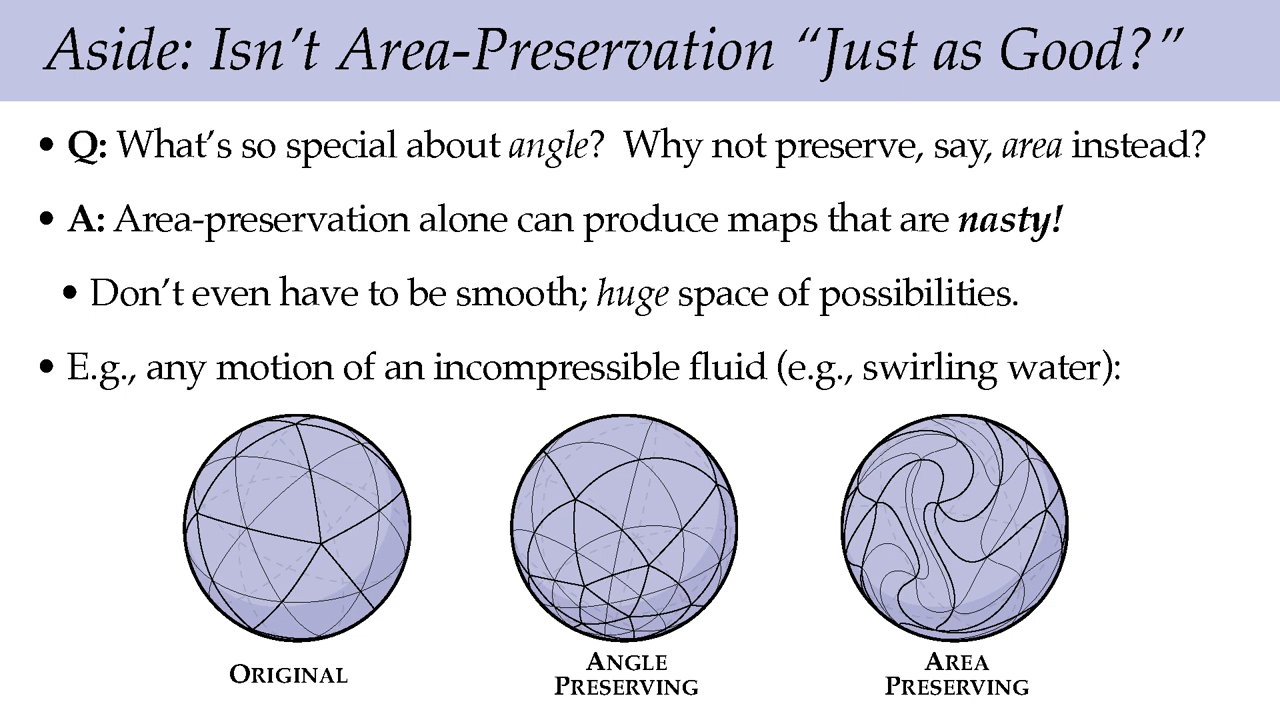 Aside: Isn’t Area-Preservation “Just as Good?”
• Q: What’s so special about angle? Why not preserve, say, area instead?
• A: Area-preservation alone can produce maps that are nasty!
• Don’t even have to be smooth; huge space of possibilities.
• E.g., any motion of an incompressible fluid (e.g., swirling water):
ORIGINAL
ANGLE
PRESERVING
AREA
PRESERVING